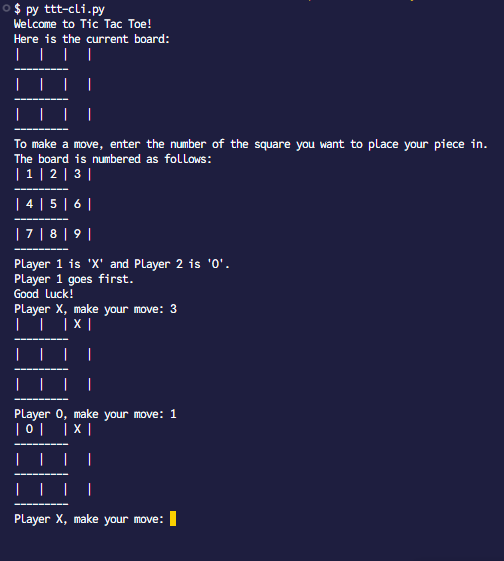 $ py ttt-cli.py
Welcome to Tic Tac Toe!
Here is the current board:
|   |   |   |
---------
|   |   |   |
---------
|   |   |   |
---------
To make a move, enter the number of the square you want to place your piece in.
The board is numbered as follows:
| 1 | 2 | 3 |
---------
| 4 | 5 | 6 |
---------
| 7 | 8 | 9 |
---------
Player 1 is 'X' and Player 2 is 'O'.
Player 1 goes first.
Good luck!
Player X, make your move: 3
|   |   | X |
---------
|   |   |   |
---------
|   |   |   |
---------
Player O, make your move: 1
| O |   | X |
---------
|   |   |   |
---------
|   |   |   |
---------
Player X, make your move: